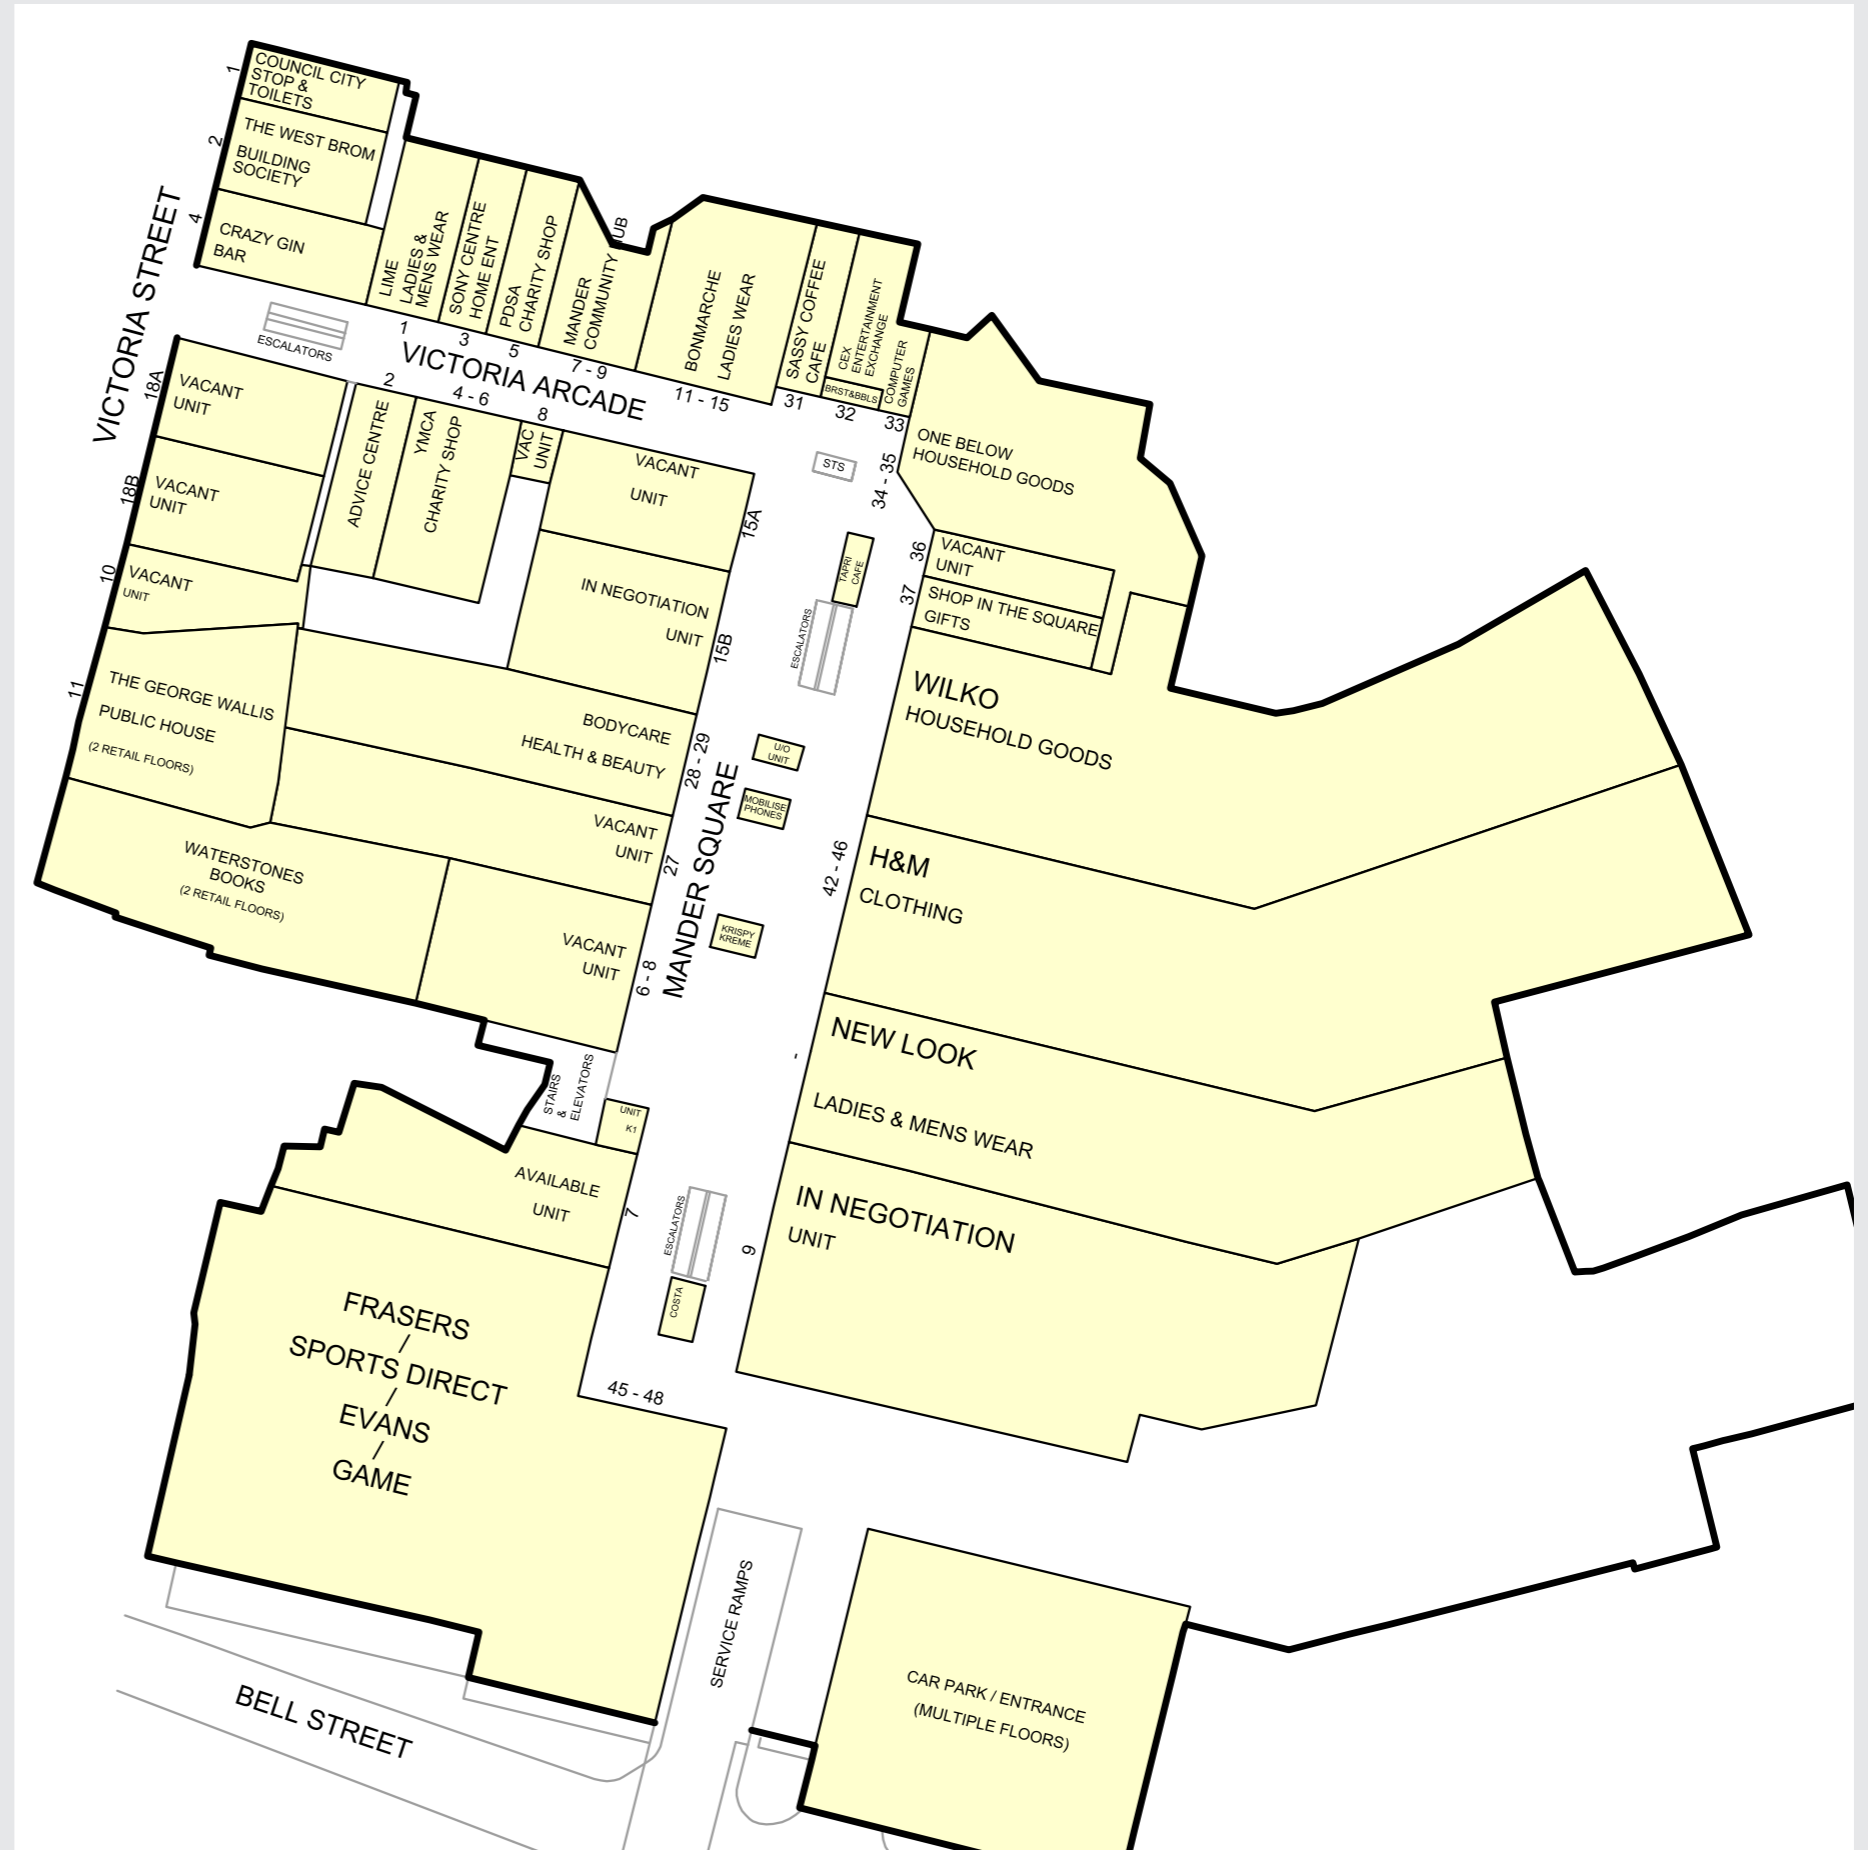 1
COUNCIL CITY
STOP &
TOILETS
2
THE WEST BROM
BUILDING
SOCIETY
4
CRAZY GIN
BAR
VICTORIA STREET
ESCALATORS
LIME
LADIES &
MENS WEAR
SONY CENTRE
HOME ENT
PDSA
CHARITY SHOP
MANDER
COMMUNITY HUB
BONMARCHE
LADIES WEAR
SASSY COFFEE
CAFE
CEX
ENTERTAINMENT
EXCHANGE
BRST&BBLS
COMPUTER
GAMES
1
3
5
7 - 9
11 - 15
31
32
33
VICTORIA ARCADE
2
4 - 6
8
18A
VACANT
UNIT
18B
VACANT
UNIT
ADVICE CENTRE
YMCA
CHARITY SHOP
VAC
UNIT
VACANT
UNIT
15A
STS
34 - 35
ONE BELOW
HOUSEHOLD GOODS
TAPRI
CAFE
36
VACANT
UNIT
37
SHOP IN THE SQUARE
GIFTS
10
VACANT
UNIT
IN NEGOTIATION
UNIT
15B
ESCALATORS
11
THE GEORGE WALLIS
PUBLIC HOUSE
(2 RETAIL FLOORS)
BODYCARE
HEALTH & BEAUTY
28 - 29
U/O
UNIT
MOBILISE
PHONES
WILKO
HOUSEHOLD GOODS
VACANT
UNIT
27
MANDER SQUARE
42 - 46
H&M
CLOTHING
WATERSTONES
BOOKS
(2 RETAIL FLOORS)
VACANT
UNIT
6 - 8
KRISPY
KREME
-
NEW LOOK
LADIES & MENS WEAR
STAIRS
&
ELEVATORS
UNIT
K1
AVAILABLE
UNIT
7
ESCALATORS
9
IN NEGOTIATION
UNIT
COSTA
45 - 48
FRASERS
/
SPORTS DIRECT
/
EVANS
/
GAME
SERVICE RAMPS
CAR PARK / ENTRANCE
(MULTIPLE FLOORS)
BELL STREET